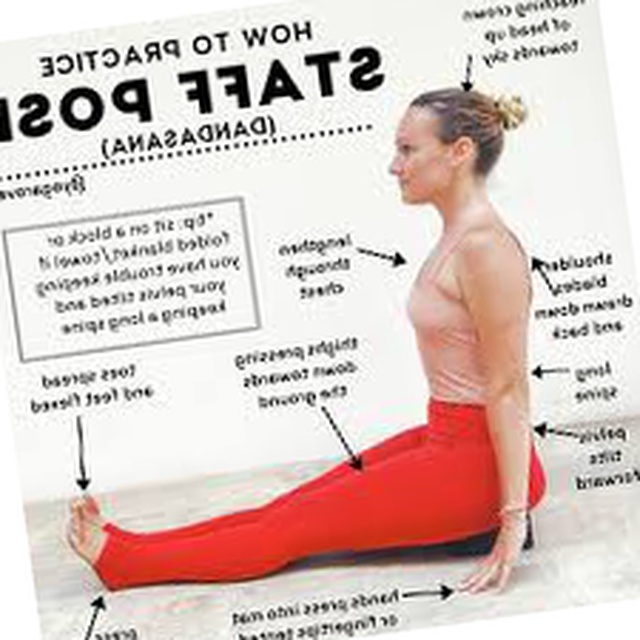 HOW TO PRACTICE
STAFF POSE
(DANDASANA)
@yogarove
*tip: sit on a block or
folded blanket/towel if
you have trouble keeping
your pelvis tilted and
keeping a long spine
reaching crown
of head up
towards sky
lengthen
through
chest
shoulder
blades
drawn down
and back
long
spine
pelvis
tilts
forward
thighs pressing
down towards
the ground
toes spread
and feet flexed
hands press into mat
or fingertips tented
press